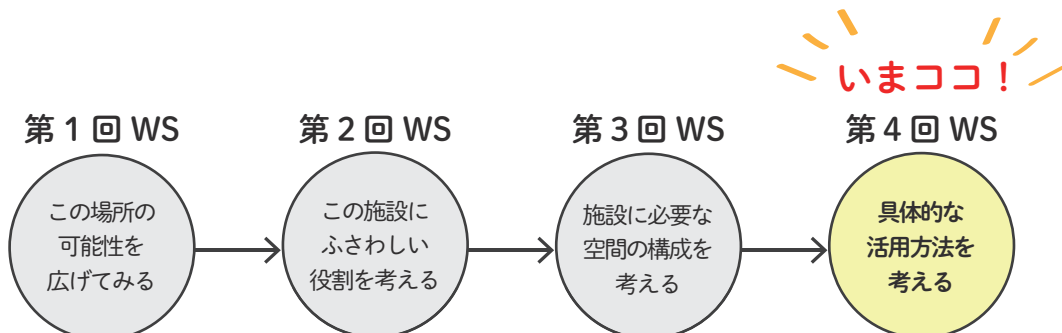 いまココ！
第 1 回 WS
第 2 回 WS
第 3 回 WS
第 4 回 WS
この場所の
可能性を
広げてみる
この施設に
ふさわしい
役割を考える
施設に必要な
空間の構成を
考える
具体的な
活用方法を
考える